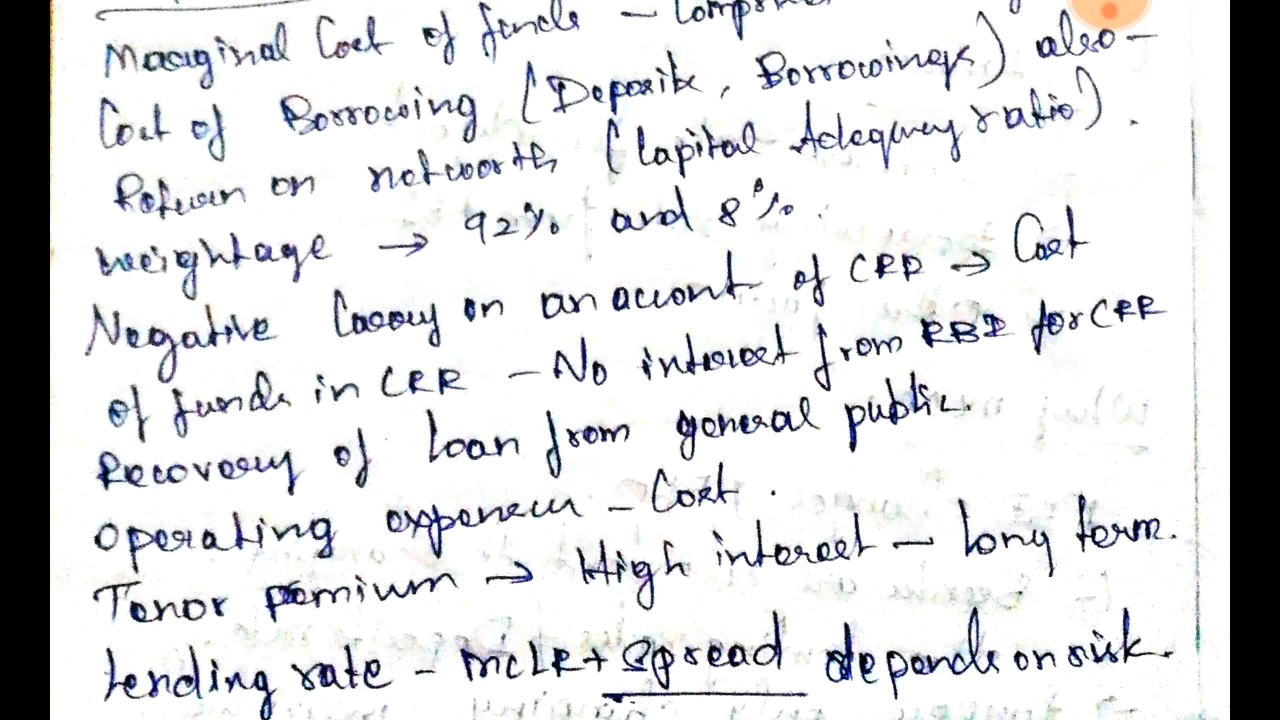 Marginal Cost of funds –
Cost of Borrowing (Deposits, Borrowings) also –
Return on networth (Capital Adequacy ratio).
weightage → 92% and 8%.
Negative Carry on an account of CRR → Cost
of funds in CRR – No interest from RBI for CRR
Recovery of loan from general public.
Operating expenses – Cost.
Tenor pemium → High interest – long term.
Lending rate – MCLR + Spread depends on risk.